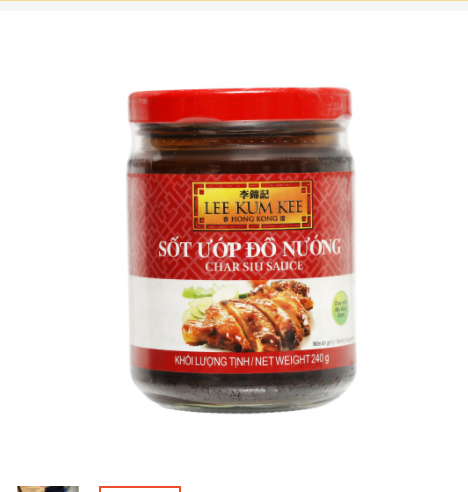 李錦記
LEE KUM KEE
香 HONG KONG 港
SỐT ƯỚP ĐỒ NƯỚNG
CHAR SIU SAUCE
KHỐI LƯỢNG TỊNH/NET WEIGHT 240 g